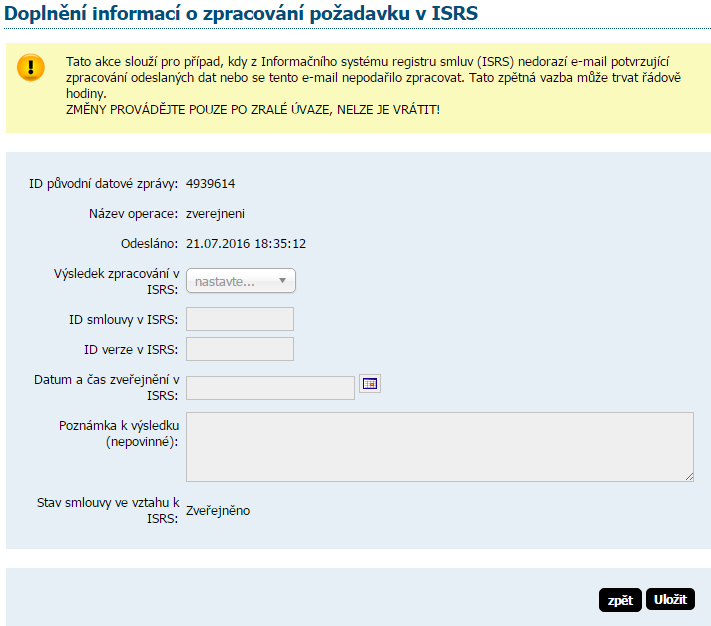 Doplnění informací o zpracování požadavku v ISRS
Tato akce slouží pro případ, kdy z Informačního systému registru smluv (ISRS) nedorazí e-mail potvrzující
zpracování odeslaných dat nebo se tento e-mail nepodařilo zpracovat. Tato zpětná vazba může trvat řádově
hodiny.
ZMĚNY PROVÁDĚJTE POUZE PO ZRALÉ ÚVAZE, NELZE JE VRÁTIT!
ID původní datové zprávy: 4939614
Název operace: zverejneni
Odesláno: 21.07.2016 18:35:12
Výsledek zpracování v
ISRS: nastavte...
ID smlouvy v ISRS:
ID verze v ISRS:
Datum a čas zveřejnění v
ISRS:
Poznámka k výsledku
(nepovinné):
Stav smlouvy ve vztahu k
ISRS: Zveřejněno
zpět Uložit